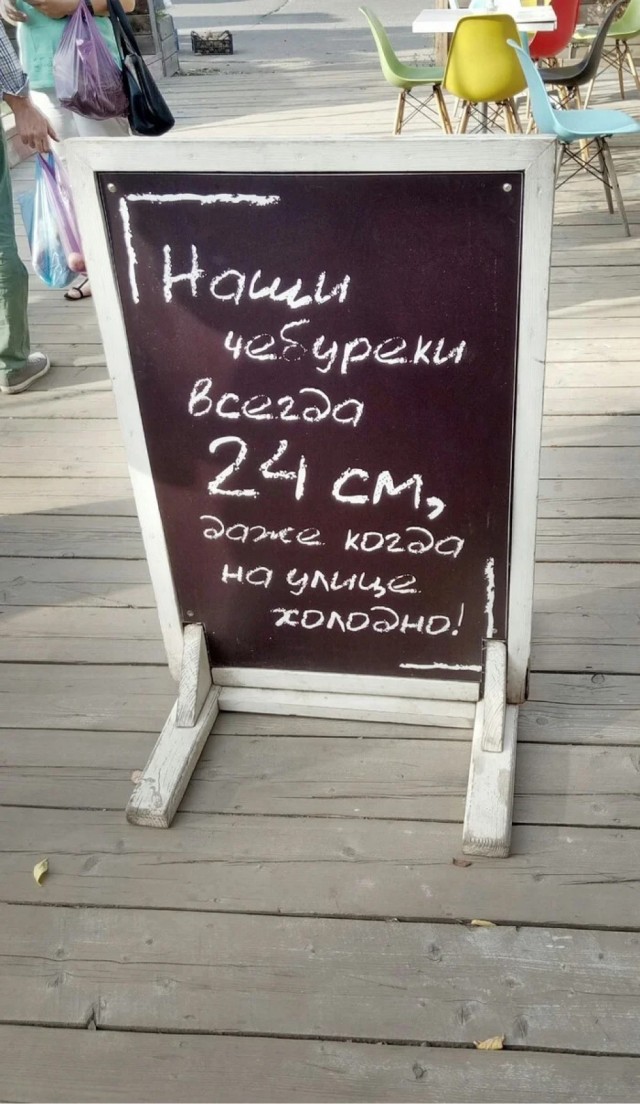 Наши
чебуреки
всегда
24 см,
даже когда
на улице
холодно!